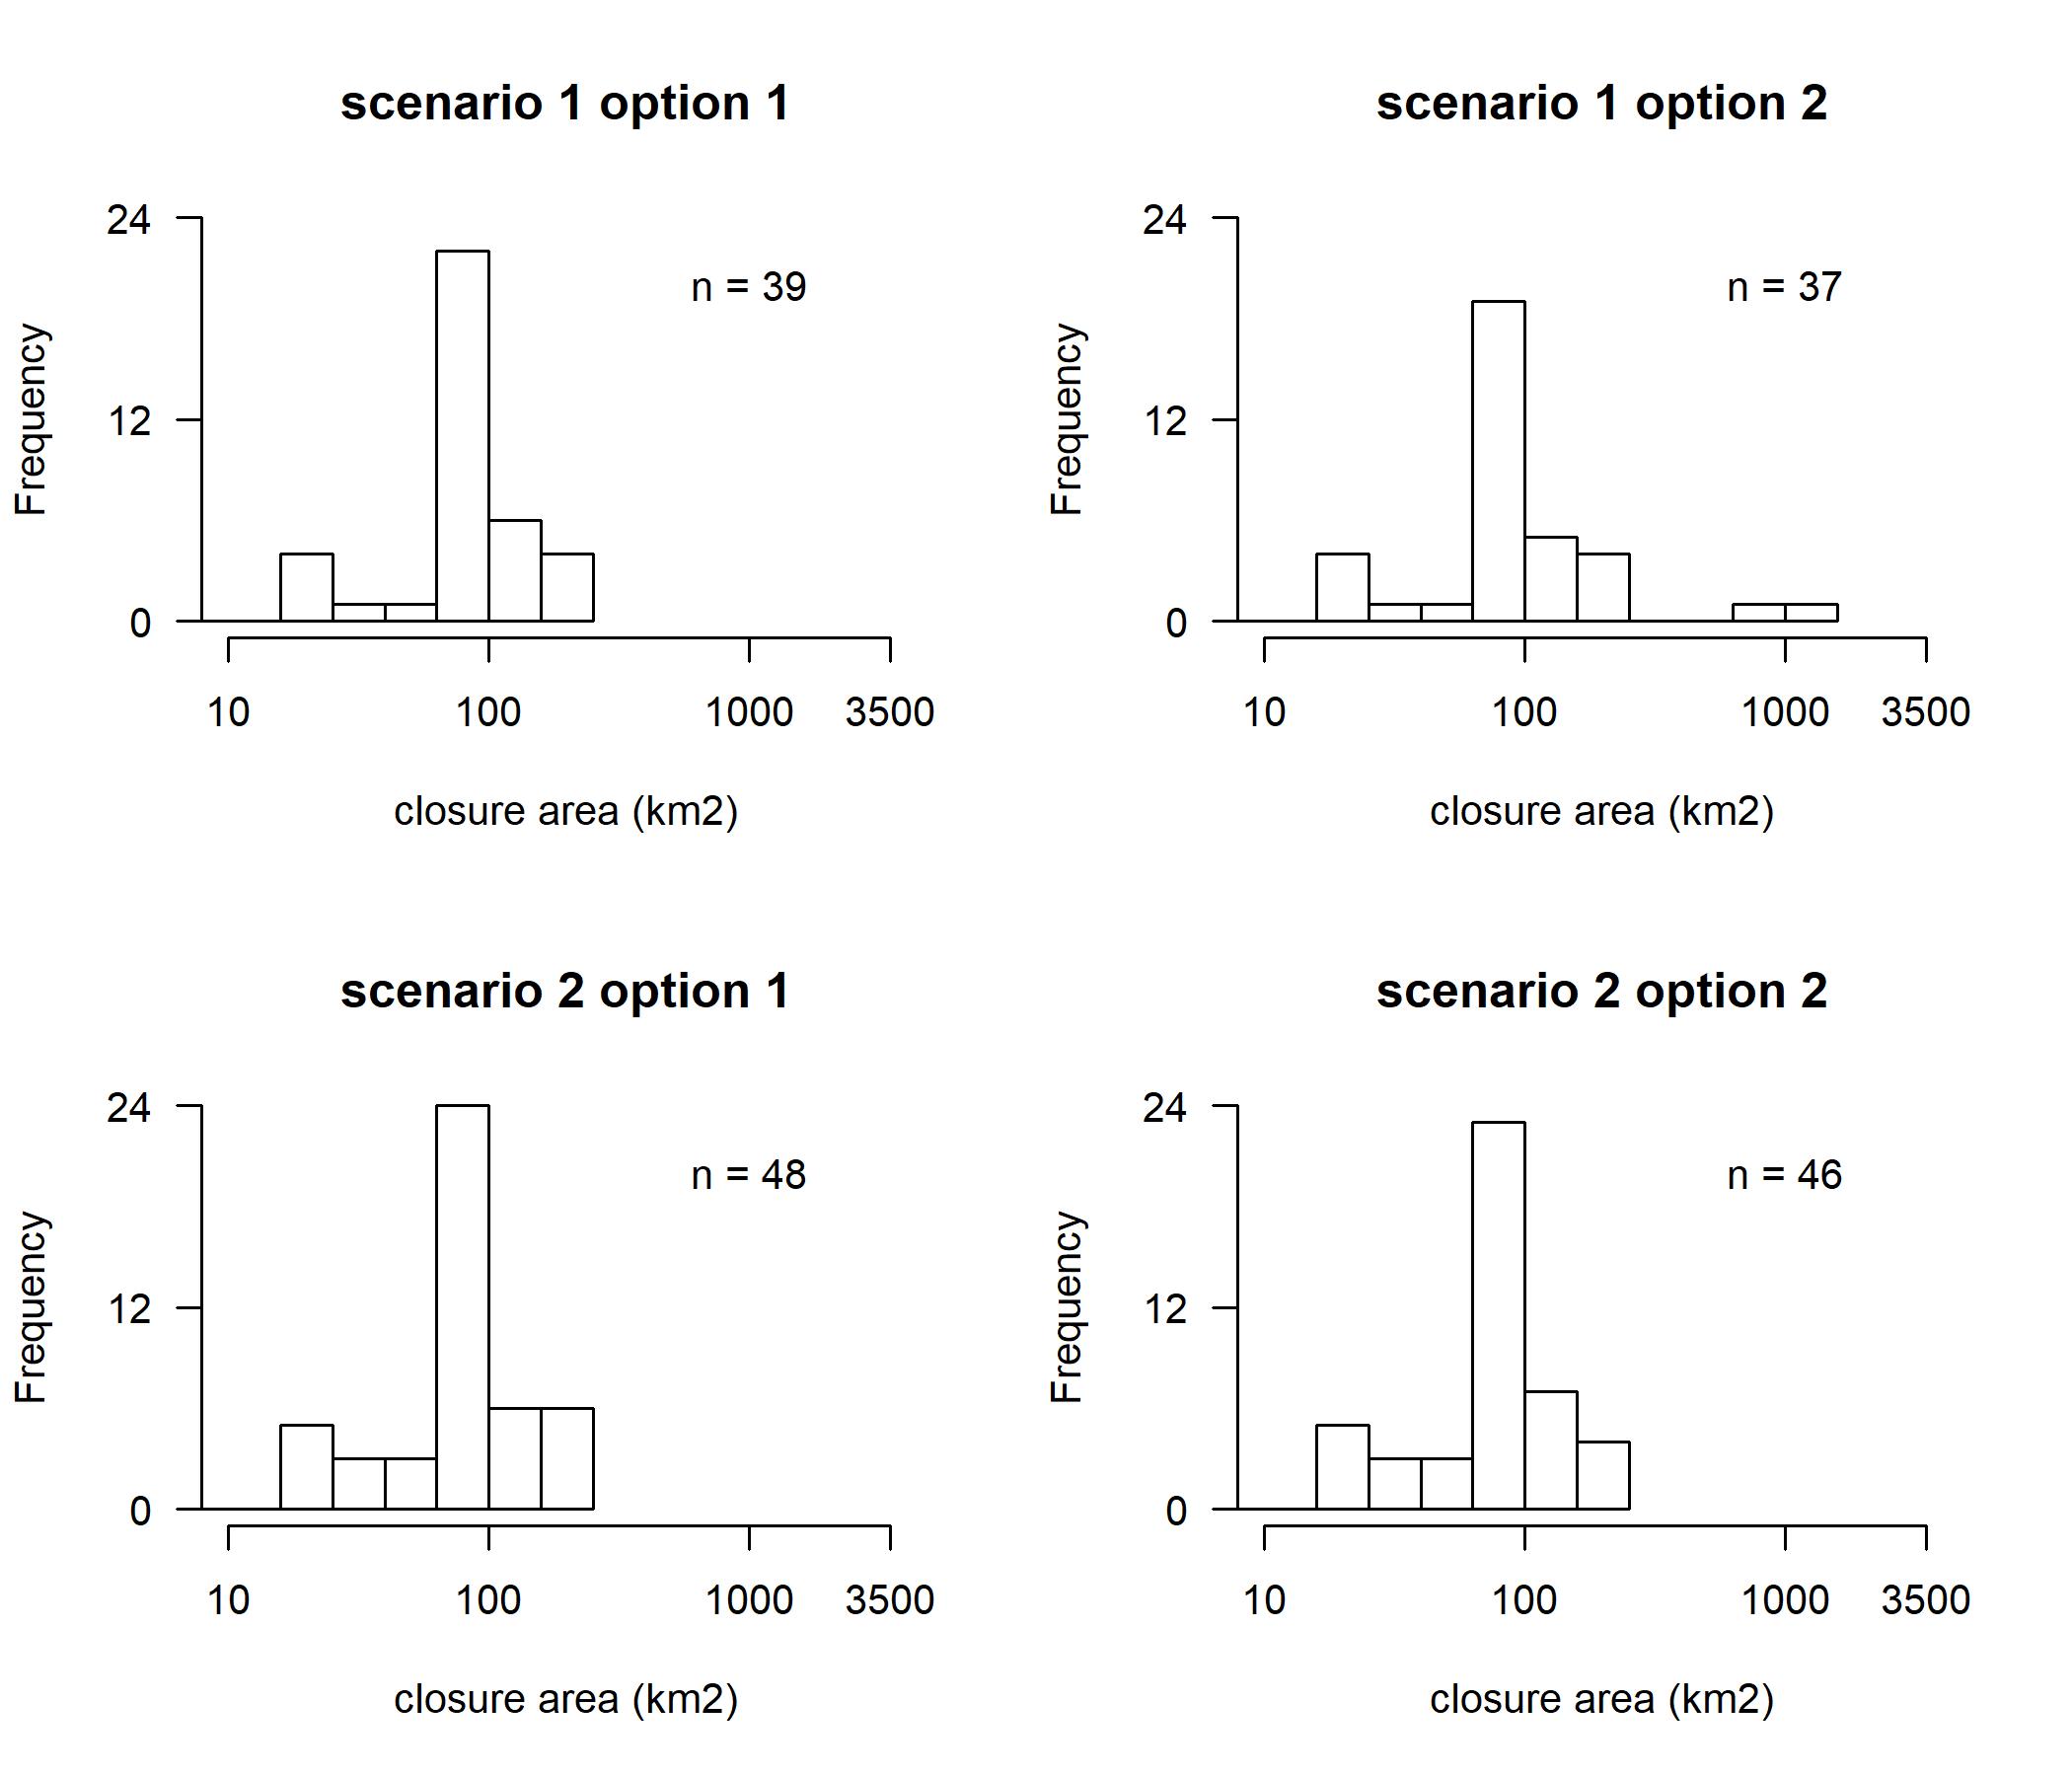 scenario 1 option 1
24
12
0
Frequency
n = 39
10 100 1000 3500
closure area (km2)
scenario 1 option 2
24
12
0
Frequency
n = 37
10 100 1000 3500
closure area (km2)
scenario 2 option 1
24
12
0
Frequency
n = 48
10 100 1000 3500
closure area (km2)
scenario 2 option 2
24
12
0
Frequency
n = 46
10 100 1000 3500
closure area (km2)